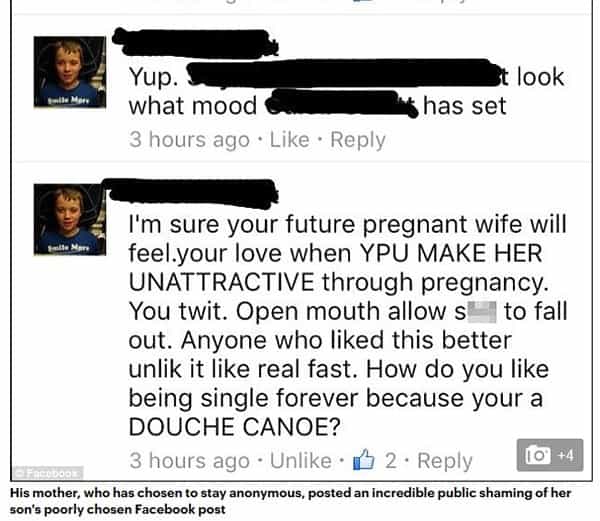 Yup. look
what mood has set
3 hours ago · Like · Reply
I'm sure your future pregnant wife will
feel.your love when YPU MAKE HER
UNATTRACTIVE through pregnancy.
You twit. Open mouth allow s to fall
out. Anyone who liked this better
unlik it like real fast. How do you like
being single forever because your a
DOUCHE CANOE?
3 hours ago · Unlike · 2 · Reply
+4
© Facebook
His mother, who has chosen to stay anonymous, posted an incredible public shaming of her
son's poorly chosen Facebook post